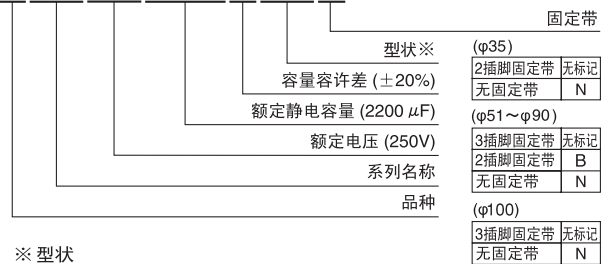 固定带
型状※
容量容许差 (±20%)
额定静电容量 (2200 μF)
额定电压 (250V)
系列名称
品种
(φ35)
2插脚固定带 无标记
无固定带 N
(φ51～φ90)
3插脚固定带 无标记
2插脚固定带 B
无固定带 N
(φ100)
3插脚固定带 无标记
无固定带 N
※ 型状